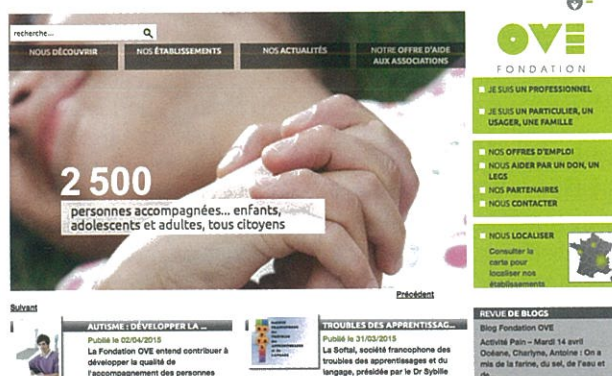 recherche...
NOUS DÉCOUVRIR
NOS ÉTABLISSEMENTS
NOS ACTUALITÉS
NOTRE OFFRE D'AIDE
AUX ASSOCIATIONS
2 500
personnes accompagnées... enfants,
adolescents et adultes, tous citoyens
Précédent
Suivant
AUTISME : DÉVELOPPER LA ...
Publié le 02/04/2015
La Fondation OVE entend contribuer à
développer la qualité de
l'accompagnement des personnes
TROUBLES DES APPRENTISSAG...
Publié le 31/03/2015
La Softal, société francophone des
troubles des apprentissages et du
langage, présidée par le Dr Sybille
OVE
FONDATION
JE SUIS UN PROFESSIONNEL
JE SUIS UN PARTICULIER, UN
USAGER, UNE FAMILLE
NOS OFFRES D'EMPLOI
NOUS AIDER PAR UN DON, UN
LEGS
NOS PARTENAIRES
NOUS CONTACTER
NOUS LOCALISER
Consulter la
carte pour
localiser nos
établissements
REVUE DE BLOGS
Blog Fondation OVE
Activité Pain – Mardi 14 avril
Océane, Charlyne, Antoine : On a
mis de la farine, du sel, de l'eau et
de